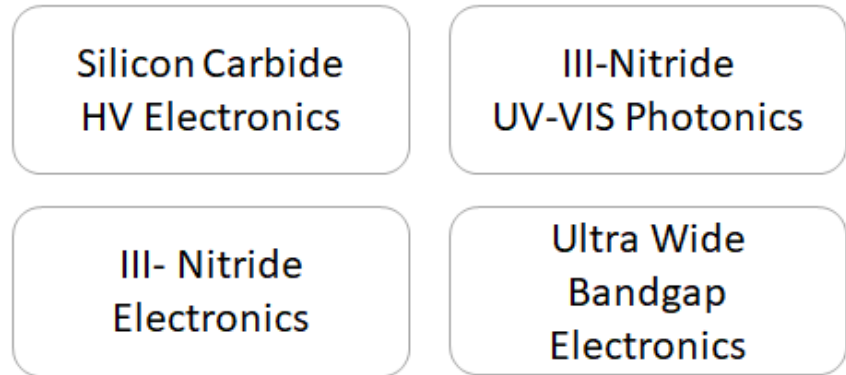 Silicon Carbide
HV Electronics
III-Nitride
UV-VIS Photonics
III- Nitride
Electronics
Ultra Wide
Bandgap
Electronics